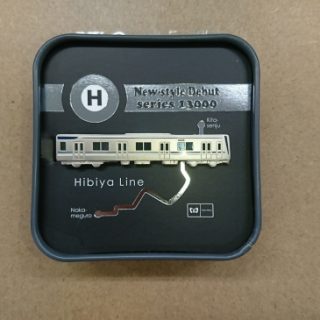 H
New-style Debut
series 13000
Kita-
senju
Hibiya Line
Naka-
meguro